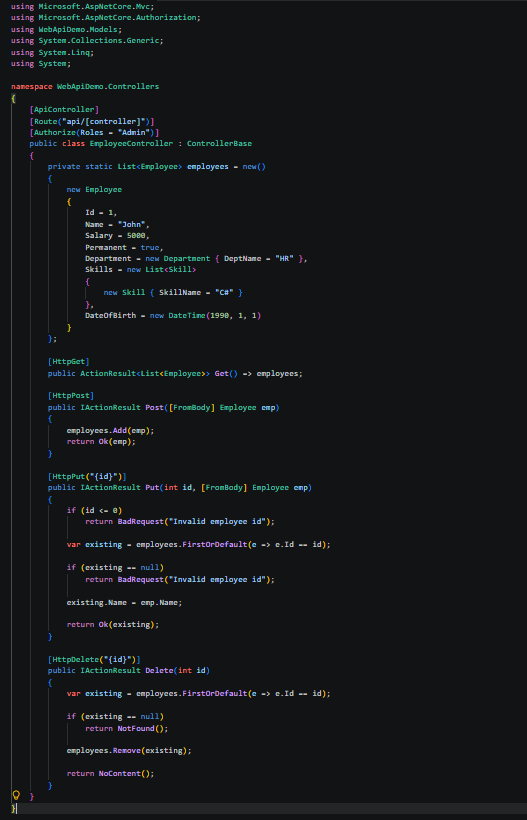 using Microsoft.AspNetCore.Mvc;
using Microsoft.AspNetCore.Authorization;
using WebApiDemo.Models;
using System.Collections.Generic;
using System.Linq;
using System;

namespace WebApiDemo.Controllers
{
    [ApiController]
    [Route("api/[controller]")]
    [Authorize(Roles = "Admin")]
    public class EmployeeController : ControllerBase
    {
        private static List<Employee> employees = new()
        {
            new Employee
            {
                Id = 1,
                Name = "John",
                Salary = 5000,
                Permanent = true,
                Department = new Department { DeptName = "HR" },
                Skills = new List<Skill>
                {
                    new Skill { SkillName = "C#" }
                },
                DateOfBirth = new DateTime(1990, 1, 1)
            }
        };

        [HttpGet]
        public ActionResult<List<Employee>> Get() => employees;

        [HttpPost]
        public IActionResult Post([FromBody] Employee emp)
        {
            employees.Add(emp);
            return Ok(emp);
        }

        [HttpPut("{id}")]
        public IActionResult Put(int id, [FromBody] Employee emp)
        {
            if (id <= 0)
                return BadRequest("Invalid employee id");

            var existing = employees.FirstOrDefault(e => e.Id == id);

            if (existing == null)
                return BadRequest("Invalid employee id");

            existing.Name = emp.Name;

            return Ok(existing);
        }

        [HttpDelete("{id}")]
        public IActionResult Delete(int id)
        {
            var existing = employees.FirstOrDefault(e => e.Id == id);

            if (existing == null)
                return NotFound();

            employees.Remove(existing);

            return NoContent();
        }
    }
}